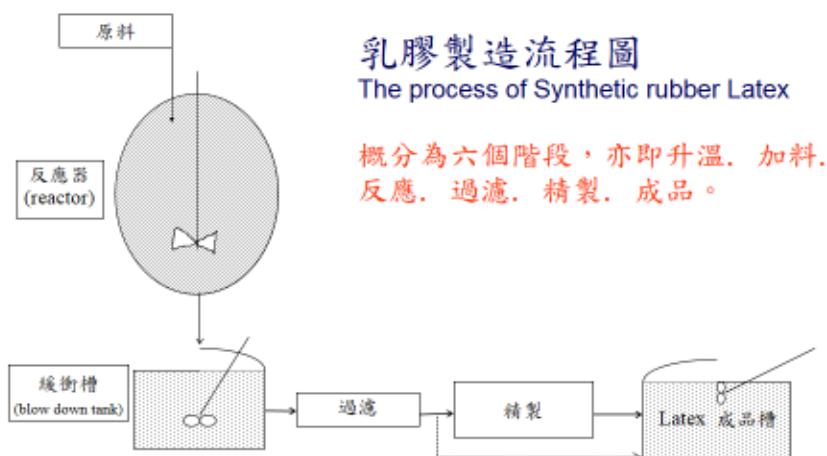 原料
乳膠製造流程圖
The process of Synthetic rubber Latex
概分為六個階段，亦即升溫. 加料.
反應. 過濾. 精製. 成品。
反應器
(reactor)
緩衝槽
(blow down tank)
過濾
精製
Latex 成品槽